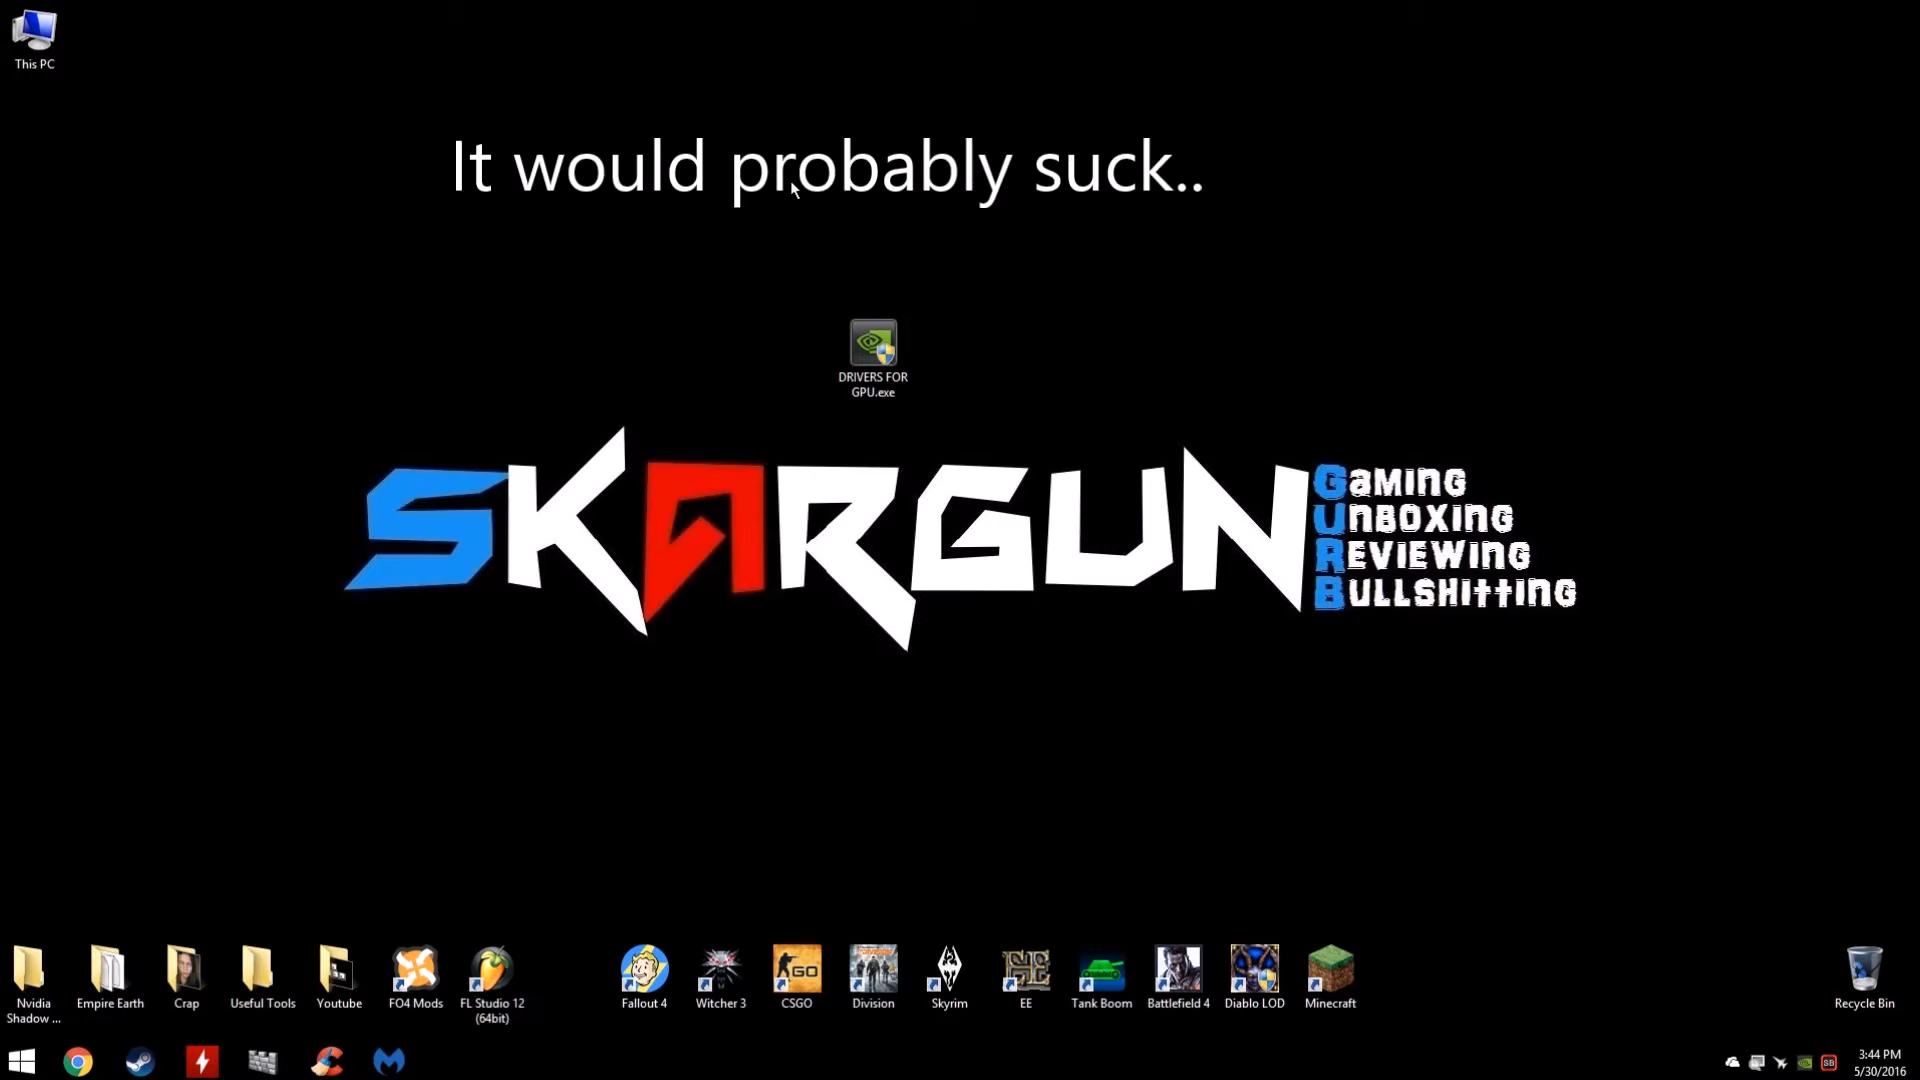 This PC
It would probably suck..
DRIVERS FOR
GPU.exe
SKARGUN
GAMING
UNBOXING
REVIEWING
BULLSHITTING
Nvidia
Shadow ...
Empire Earth
Crap
Useful Tools
Youtube
FO4 Mods
FL Studio 12
(64bit)
Fallout 4
Witcher 3
GO
CSGO
Division
Skyrim
EE
Tank Boom
Battlefield 4
Diablo LOD
Minecraft
Recycle Bin
SB
3:44 PM
5/30/2016